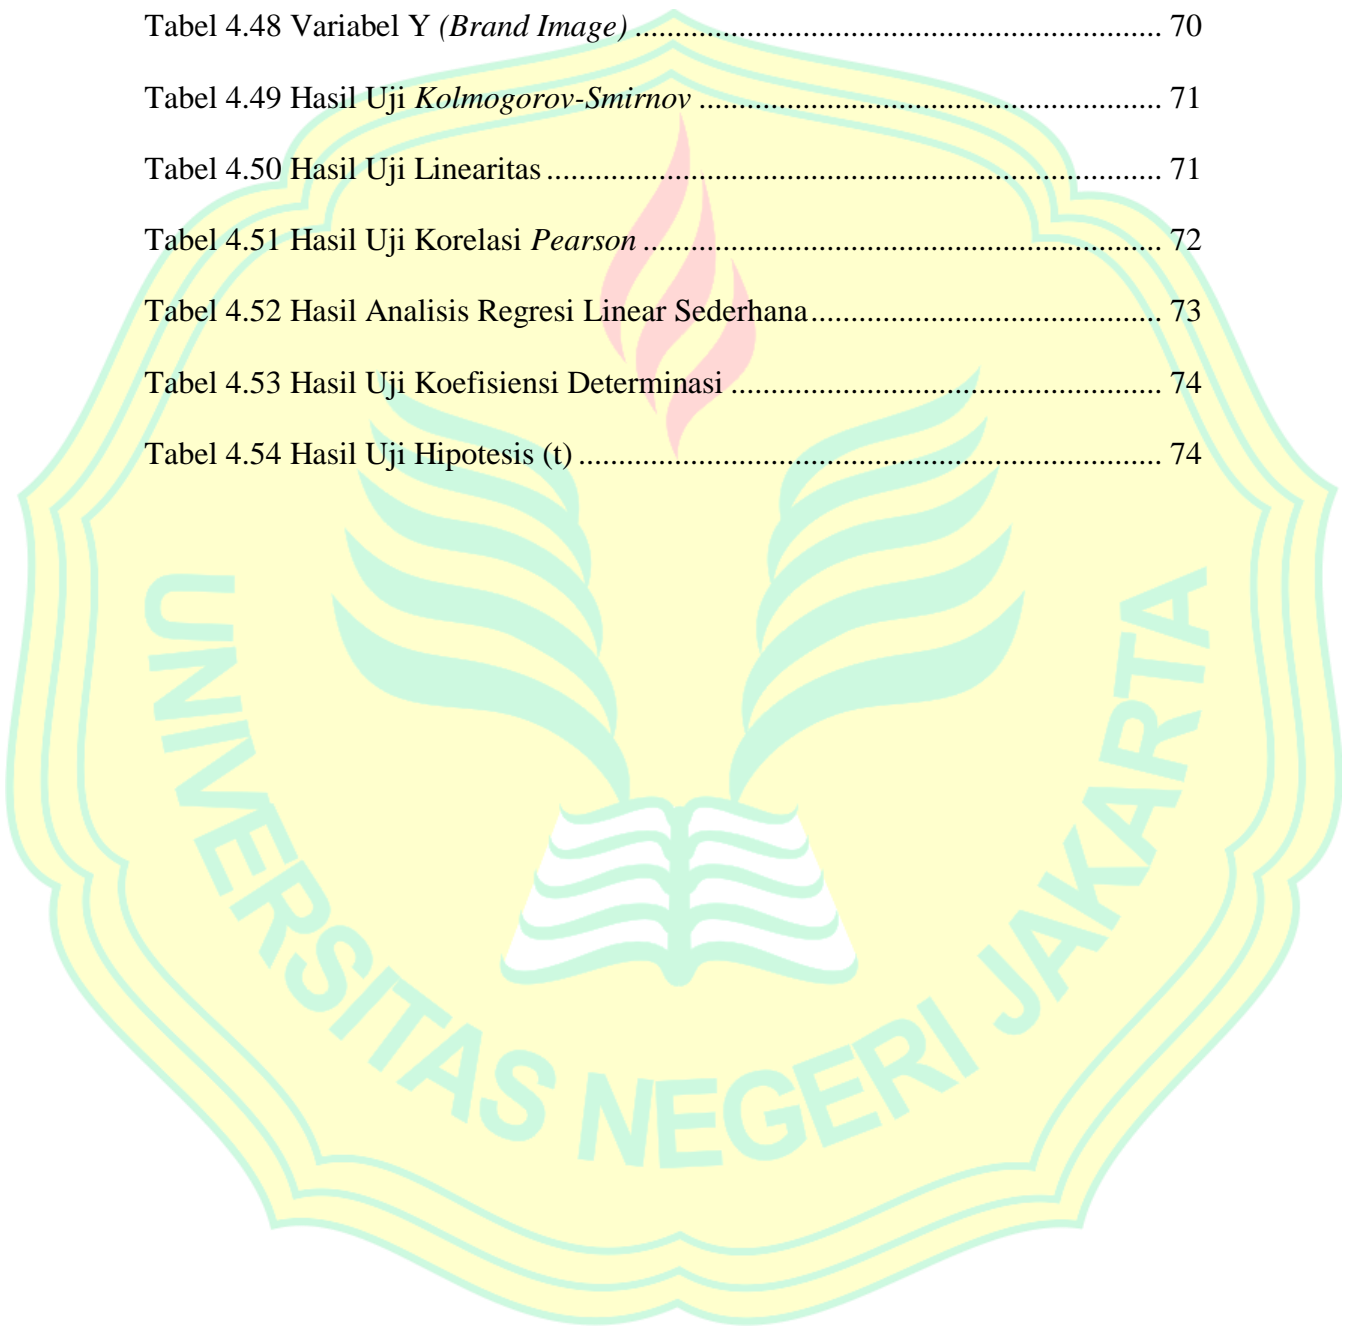 Tabel 4.48 Variabel Y (Brand Image) ................................................................ 70
Tabel 4.49 Hasil Uji Kolmogorov-Smirnov ........................................................ 71
Tabel 4.50 Hasil Uji Linearitas ........................................................................... 71
Tabel 4.51 Hasil Uji Korelasi Pearson ............................................................... 72
Tabel 4.52 Hasil Analisis Regresi Linear Sederhana ........................................... 73
Tabel 4.53 Hasil Uji Koefisiensi Determinasi ..................................................... 74
Tabel 4.54 Hasil Uji Hipotesis (t) ....................................................................... 74
UNIVERSITAS NEGERI JAKARTA